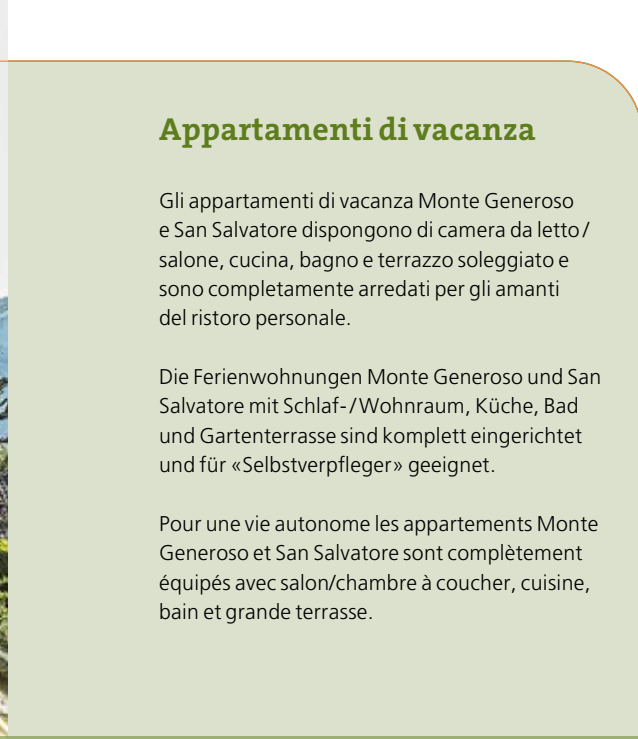 Appartamenti di vacanza
Gli appartamenti di vacanza Monte Generoso
e San Salvatore dispongono di camera da letto /
salone, cucina, bagno e terrazzo soleggiato e
sono completamente arredati per gli amanti
del ristoro personale.
Die Ferienwohnungen Monte Generoso und San
Salvatore mit Schlaf-/Wohnraum, Küche, Bad
und Gartenterrasse sind komplett eingerichtet
und für «Selbstverpfleger» geeignet.
Pour une vie autonome les appartements Monte
Generoso et San Salvatore sont complètement
équipés avec salon/chambre à coucher, cuisine,
bain et grande terrasse.